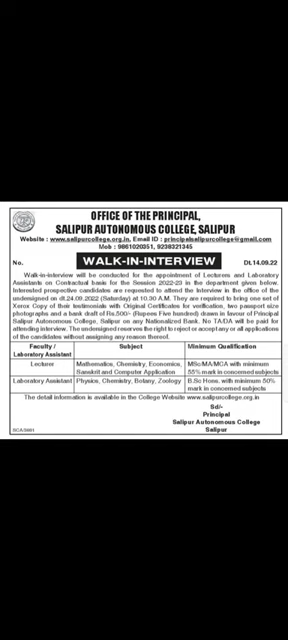 OFFICE OF THE PRINCIPAL,
SALIPUR AUTONOMOUS COLLEGE, SALIPUR
Website : www.salipurcollege.org.in, Email ID : principalsalipurcollege@gmail.com
Mob : 9861020351, 9238321345
No. WALK-IN-INTERVIEW Dt.14.09.22
Walk-in-interview will be conducted for the appointment of Lecturers and Laboratory
Assistants on Contractual basis for the Session 2022-23 in the department given below.
Interested prospective candidates are requested to attend the Interview in the office of the
undersigned on dt.24.09.2022 (Saturday) at 10.30 A.M. They are required to bring one set of
Xerox Copy of their testimonials with Original Certificates for verification, two passport size
photographs and a bank draft of Rs.500/- (Rupees Five hundred) drawn in favour of Principal
Salipur Autonomous College, Salipur on any Nationalized Bank. No TA/DA will be paid for
attending interview. The undersigned reserves the right to reject or accept any or all applications
of the candidates without assigning any reason thereof.
Faculty / Laboratory Assistant Subject Minimum Qualification
Lecturer Mathematics, Chemistry, Economics, MSc/MA/MCA with minimum
Sanskrit and Computer Application 55% mark in concerned subjects
Laboratory Assistant Physics, Chemistry, Botany, Zoology B.Sc Hons. with minimum 50%
mark in concerned subjects
The detail information is available in the College Website www.salipurcollege.org.in
Sd/-
Principal
Salipur Autonomous College
Salipur